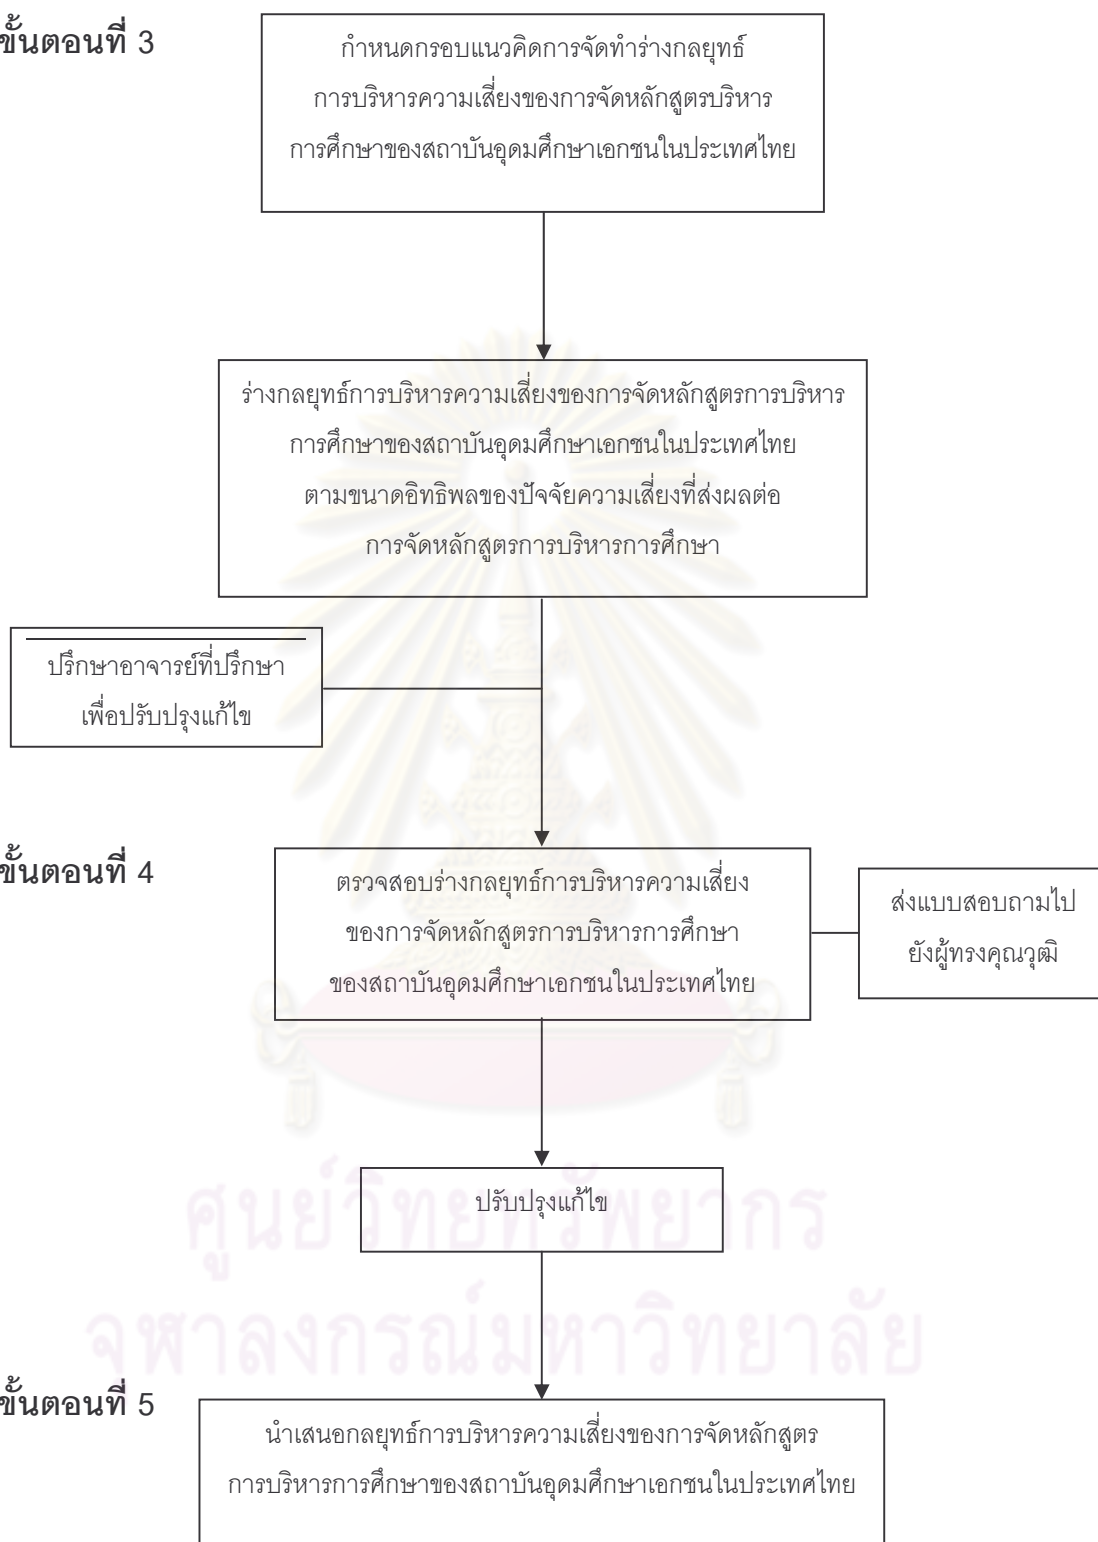 ขั้นตอนที่ 3
กำหนดกรอบแนวคิดการจัดทำร่างกลยุทธ์
การบริหารความเสี่ยงของการจัดหลักสูตรบริหาร
การศึกษาของสถาบันอุดมศึกษาเอกชนในประเทศไทย
ร่างกลยุทธ์การบริหารความเสี่ยงของการจัดหลักสูตรการบริหาร
การศึกษาของสถาบันอุดมศึกษาเอกชนในประเทศไทย
ตามขนาดอิทธิพลของปัจจัยความเสี่ยงที่ส่งผลต่อ
การจัดหลักสูตรการบริหารการศึกษา
ปรึกษาอาจารย์ที่ปรึกษา
เพื่อปรับปรุงแก้ไข
ขั้นตอนที่ 4
ตรวจสอบร่างกลยุทธ์การบริหารความเสี่ยง
ของการจัดหลักสูตรการบริหารการศึกษา
ของสถาบันอุดมศึกษาเอกชนในประเทศไทย
ส่งแบบสอบถามไป
ยังผู้ทรงคุณวุฒิ
ปรับปรุงแก้ไข
ศูนย์วิทยทรัพยากร
จุฬาลงกรณ์มหาวิทยาลัย
ขั้นตอนที่ 5
นำเสนอกลยุทธ์การบริหารความเสี่ยงของการจัดหลักสูตร
การบริหารการศึกษาของสถาบันอุดมศึกษาเอกชนในประเทศไทย